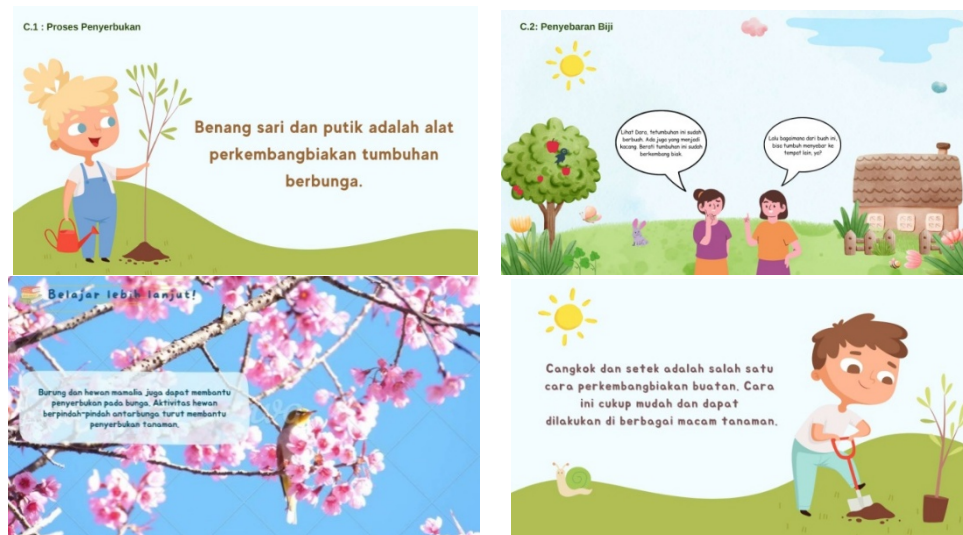 C.1 : Proses Penyerbukan
Benang sari dan putik adalah alat
perkembangbiakan tumbuhan
berbunga.
C.2: Penyebaran Biji
Lihat Dara, tetumbuhan ini sudah
berbuah. Ada juga yang menjadi
kacang. Berarti tumbuhan ini sudah
berkembang biak.
Lalu bagaimana dari buah ini,
bisa tumbuh menyebar ke
tempat lain, ya?
Belajar lebih lanjut!
Burung dan hewan mamalia juga dapat membantu
penyerbukan pada bunga. Aktivitas hewan
berpindah-pindah antarbunga turut membantu
penyerbukan tanaman.
Cangkok dan setek adalah salah satu
cara perkembangbiakan buatan. Cara
ini cukup mudah dan dapat
dilakukan di berbagai macam tanaman.